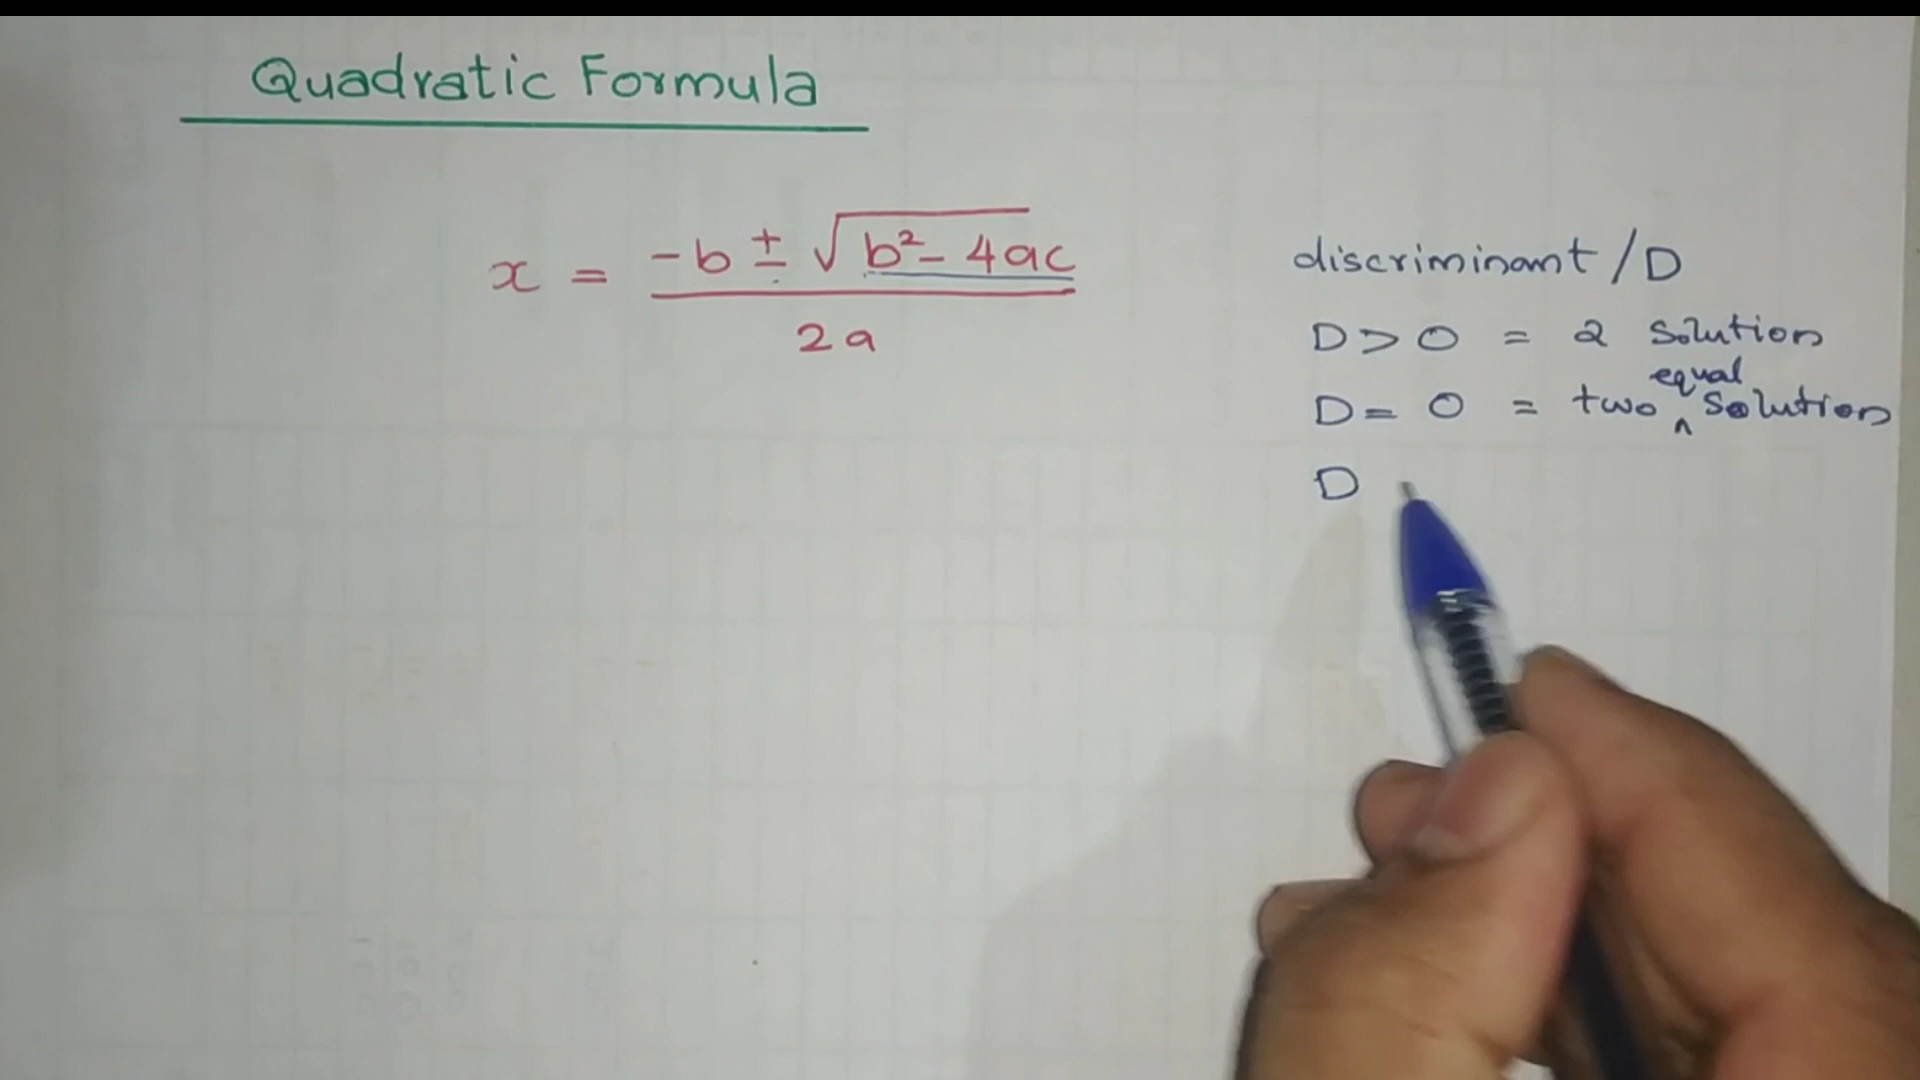 Quadratic Formula
x = -b ± √b² - 4ac / 2a
discriminant / D
D > 0 = 2 Solution
D = 0 = two equal Solution
D